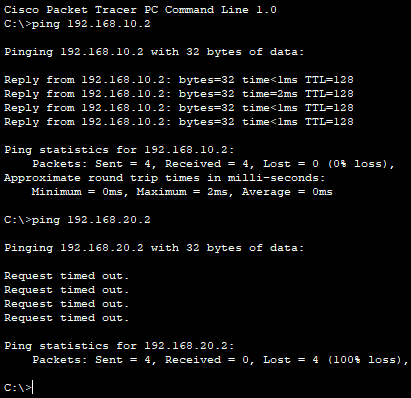 Cisco Packet Tracer PC Command Line 1.0
C:\>ping 192.168.10.2
Pinging 192.168.10.2 with 32 bytes of data:
Reply from 192.168.10.2: bytes=32 time<1ms TTL=128
Reply from 192.168.10.2: bytes=32 time=2ms TTL=128
Reply from 192.168.10.2: bytes=32 time<1ms TTL=128
Reply from 192.168.10.2: bytes=32 time<1ms TTL=128
Ping statistics for 192.168.10.2:
Packets: Sent = 4, Received = 4, Lost = 0 (0% loss),
Approximate round trip times in milli-seconds:
Minimum = 0ms, Maximum = 2ms, Average = 0ms
C:\>ping 192.168.20.2
Pinging 192.168.20.2 with 32 bytes of data:
Request timed out.
Request timed out.
Request timed out.
Request timed out.
Ping statistics for 192.168.20.2:
Packets: Sent = 4, Received = 0, Lost = 4 (100% loss),
C:\>